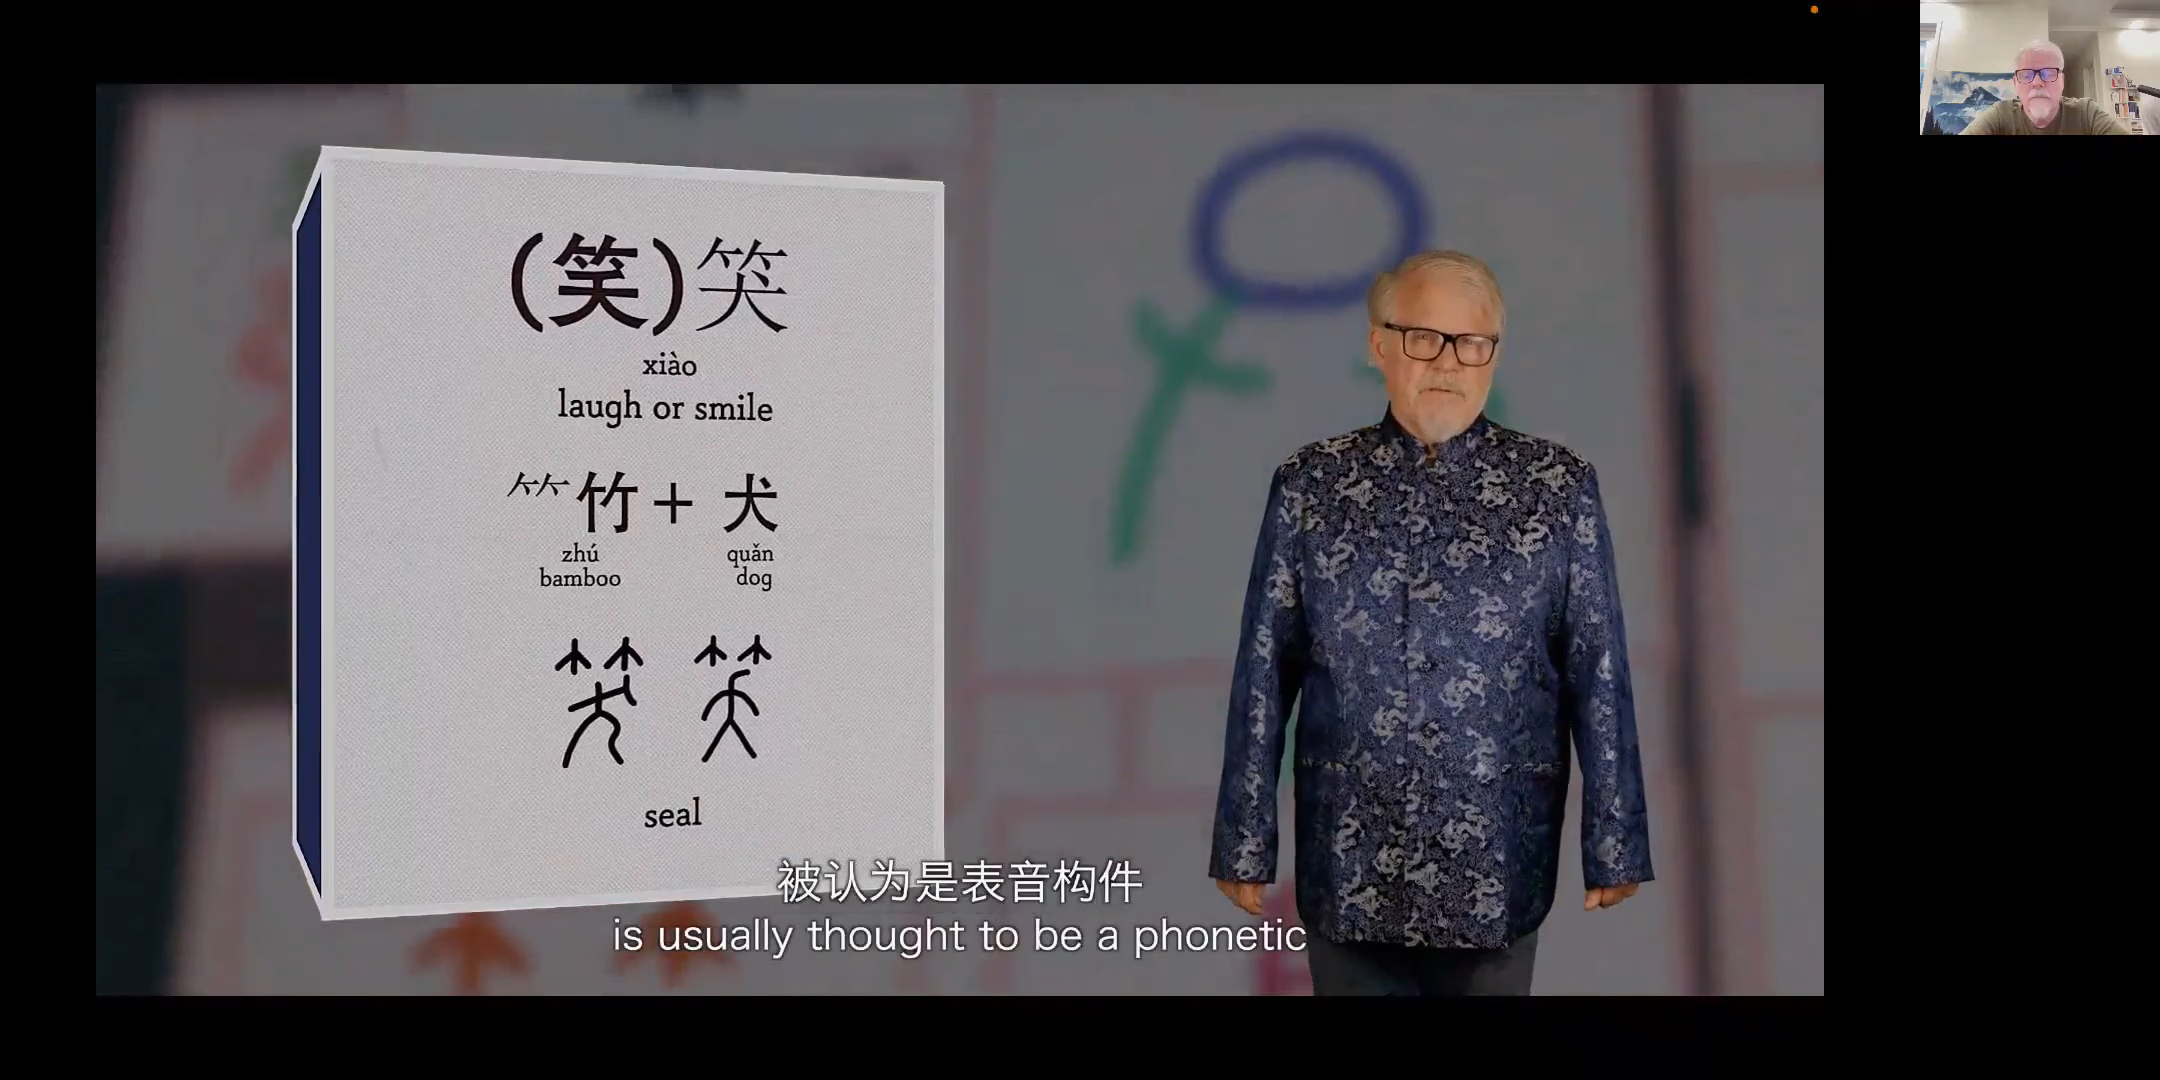 (笑)笑
xiào
laugh or smile
⺮竹+犬
zhú quǎn
bamboo dog
seal
被认为是表音构件
is usually thought to be a phonetic